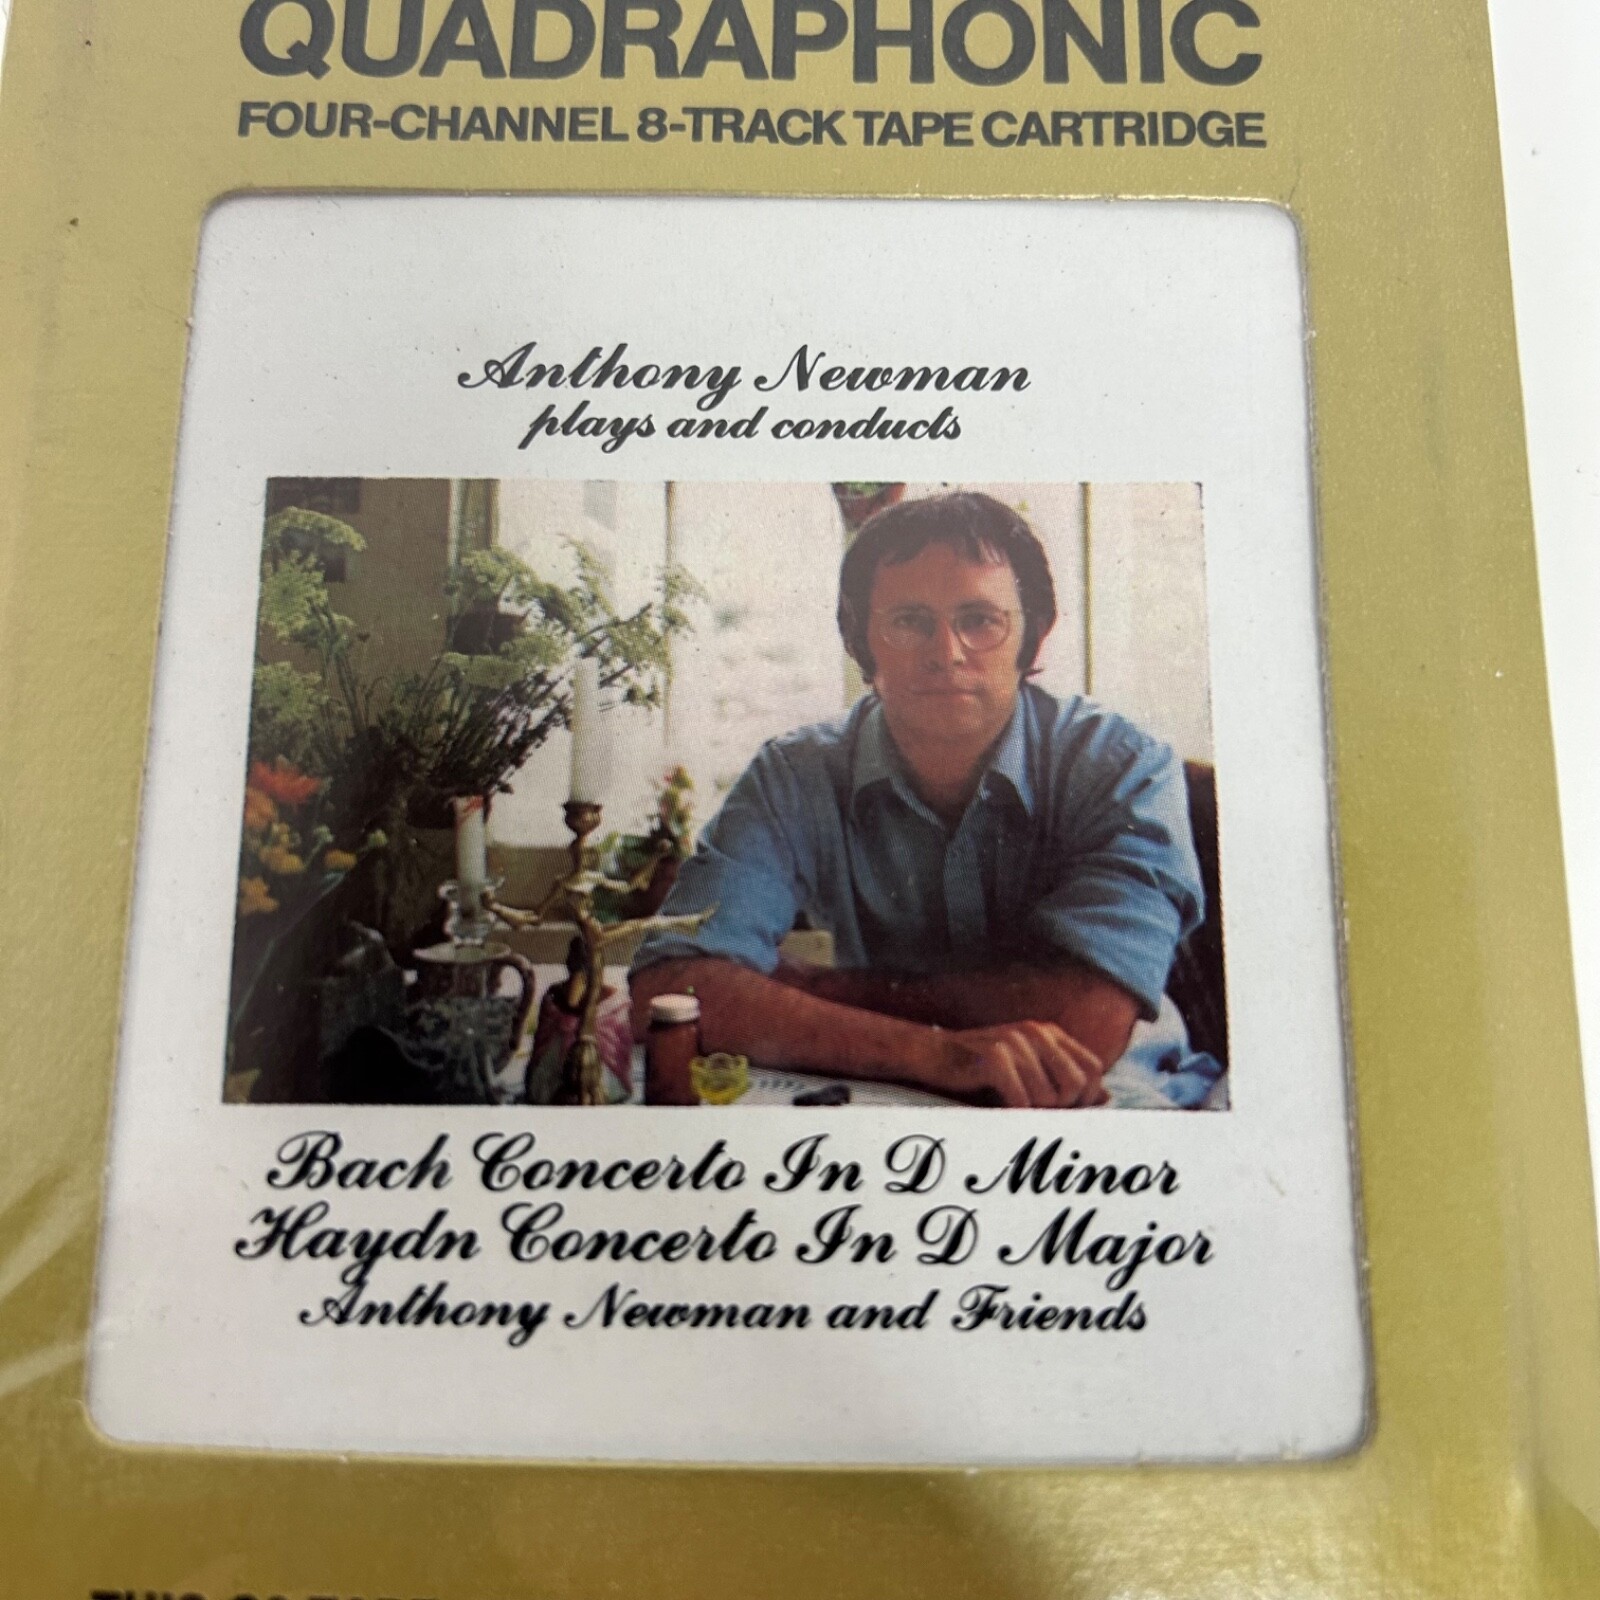 QUADRAPHONIC
FOUR-CHANNEL 8-TRACK TAPE CARTRIDGE
Anthony Newman
plays and conducts
Bach Concerto In D Minor
Haydn Concerto In D Major
Anthony Newman and Friends